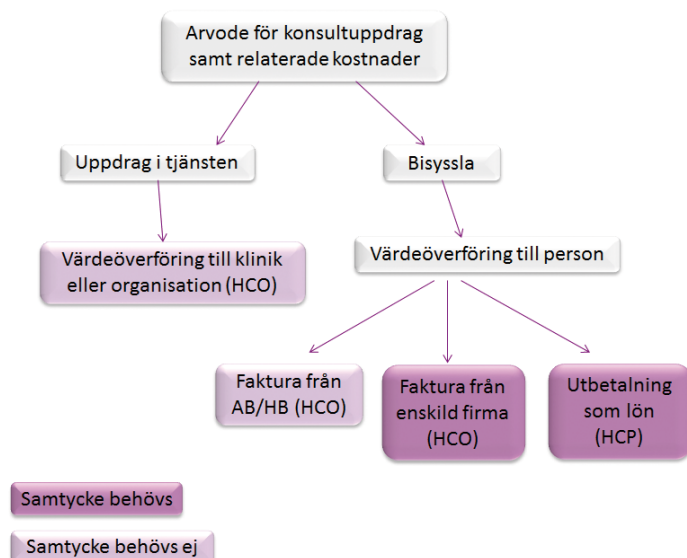 Arvode för konsultuppdrag
samt relaterade kostnader
Uppdrag i tjänsten
Bisyssla
Värdeöverföring till klinik
eller organisation (HCO)
Värdeöverföring till person
Faktura från
AB/HB (HCO)
Faktura från
enskild firma
(HCO)
Utbetalning
som lön
(HCP)
Samtycke behövs
Samtycke behövs ej